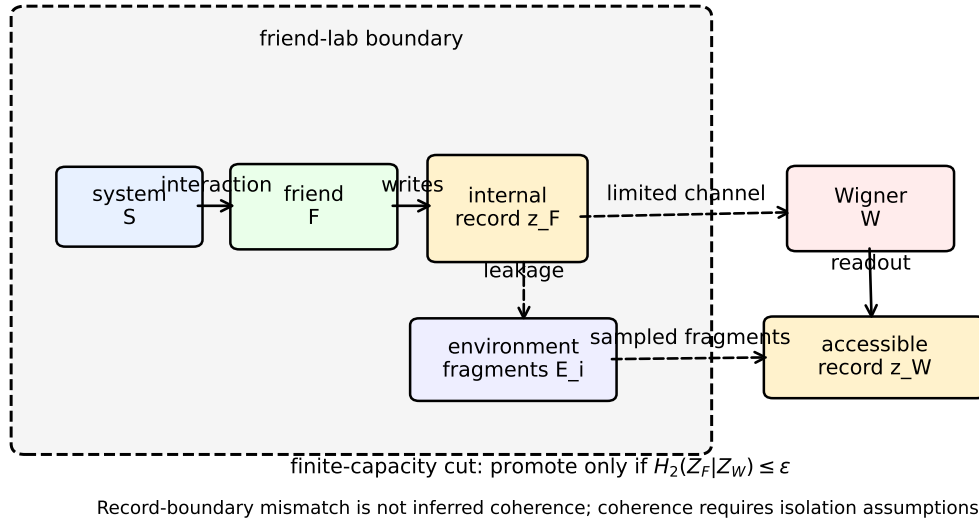 friend-lab boundary
system
S
interaction
friend
F
writes
internal
record z_F
limited channel
Wigner
W
leakage
readout
environment
fragments E_i
sampled fragments
accessible
record z_W
finite-capacity cut: promote only if H₂(Z_F|Z_W) ≤ ε
Record-boundary mismatch is not inferred coherence; coherence requires isolation assumptions